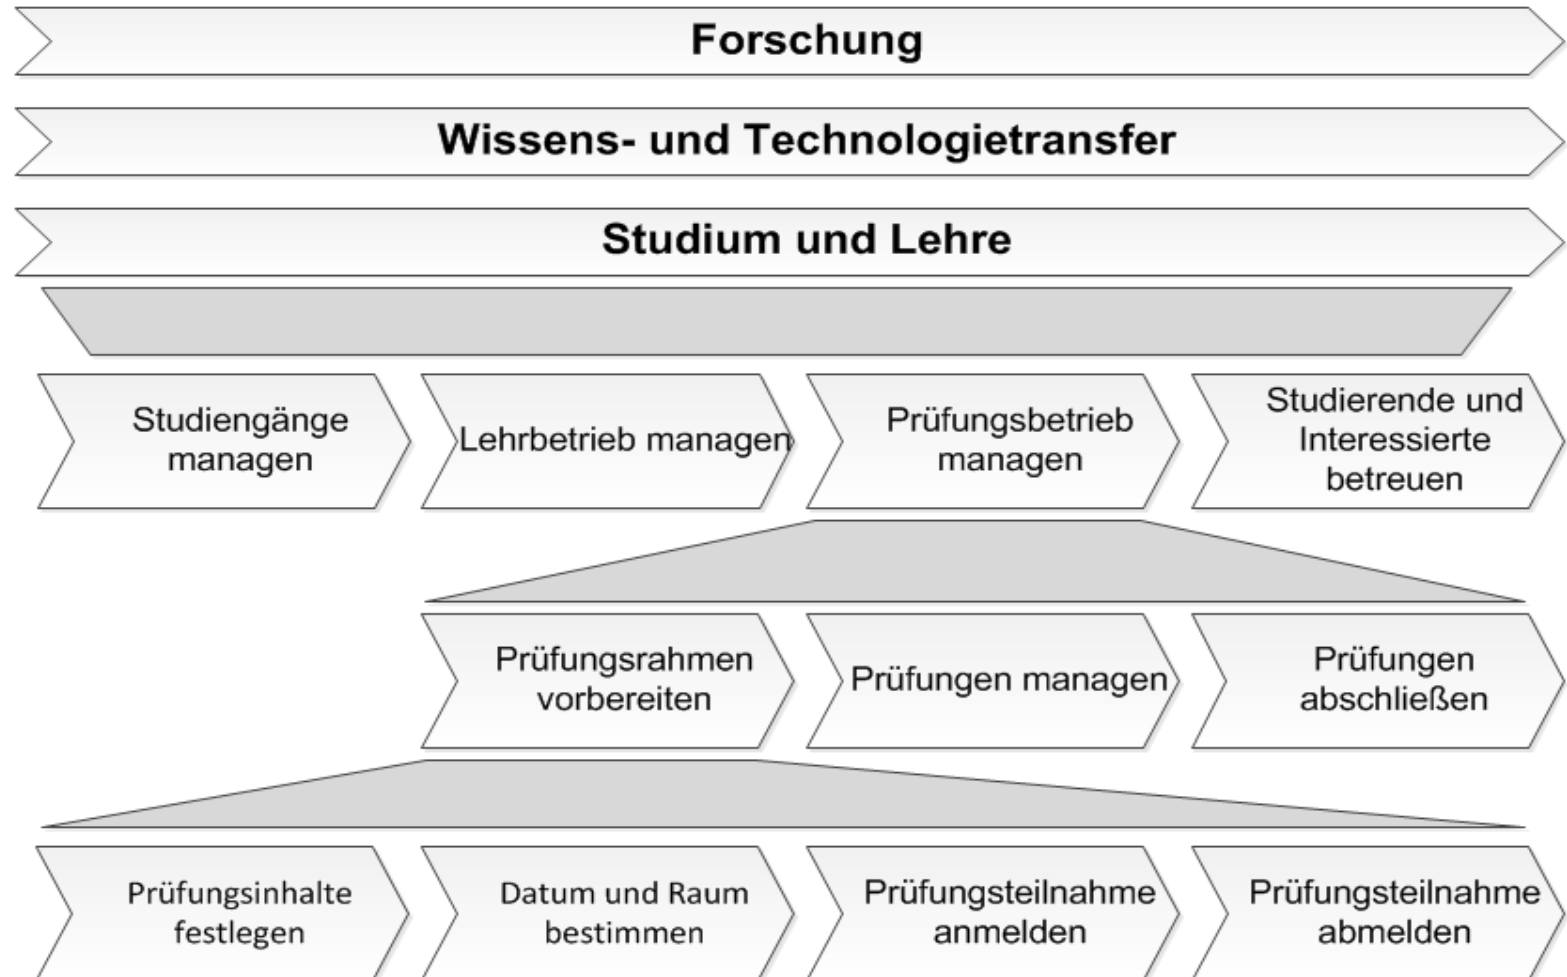 Forschung
Wissens- und Technologietransfer
Studium und Lehre
Studiengänge
managen
Lehrbetrieb managen
Prüfungsbetrieb
managen
Studierende und
Interessierte
betreuen
Prüfungsrahmen
vorbereiten
Prüfungen managen
Prüfungen
abschließen
Prüfungsinhalte
festlegen
Datum und Raum
bestimmen
Prüfungsteilnahme
anmelden
Prüfungsteilnahme
abmelden